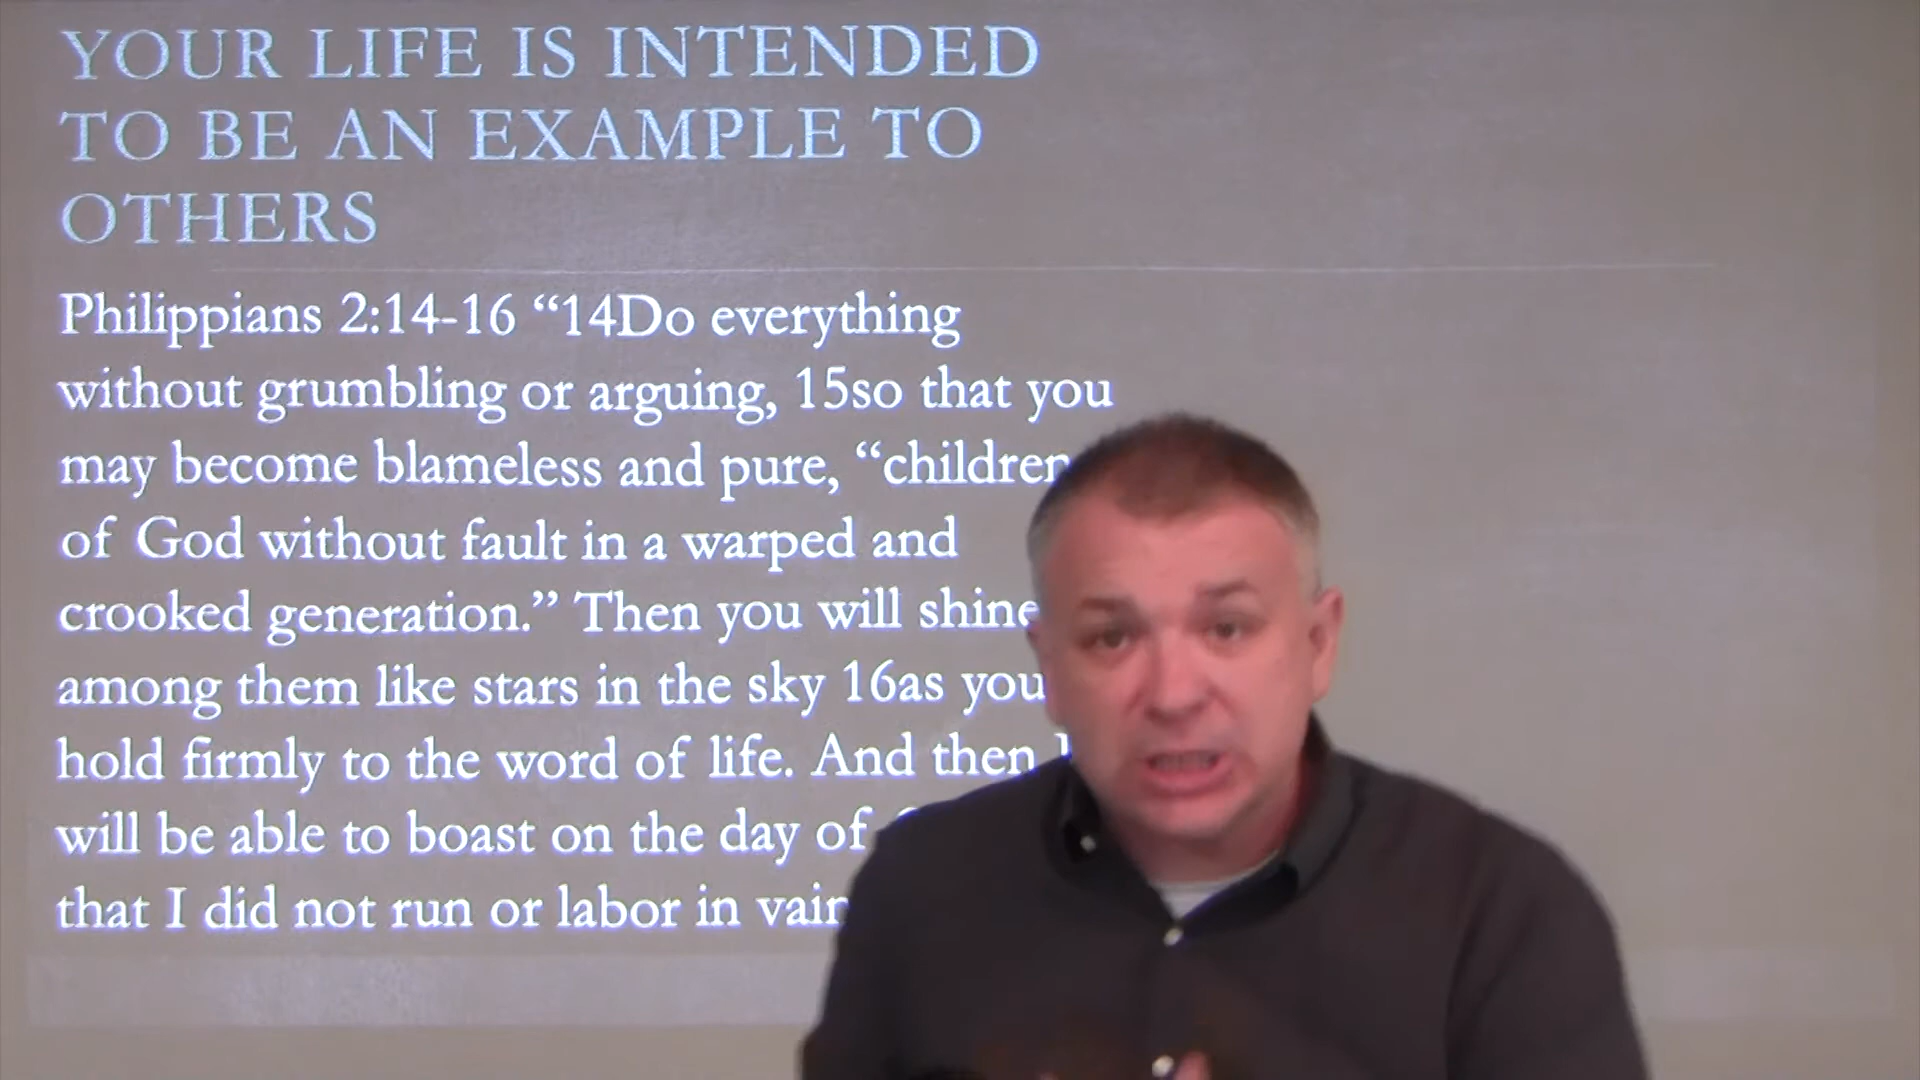 YOUR LIFE IS INTENDED
TO BE AN EXAMPLE TO
OTHERS
Philippians 2:14-16 “14Do everything
without grumbling or arguing, 15so that you
may become blameless and pure, “children
of God without fault in a warped and
crooked generation.” Then you will shine
among them like stars in the sky 16as you
hold firmly to the word of life. And then
will be able to boast on the day of
that I did not run or labor in vain